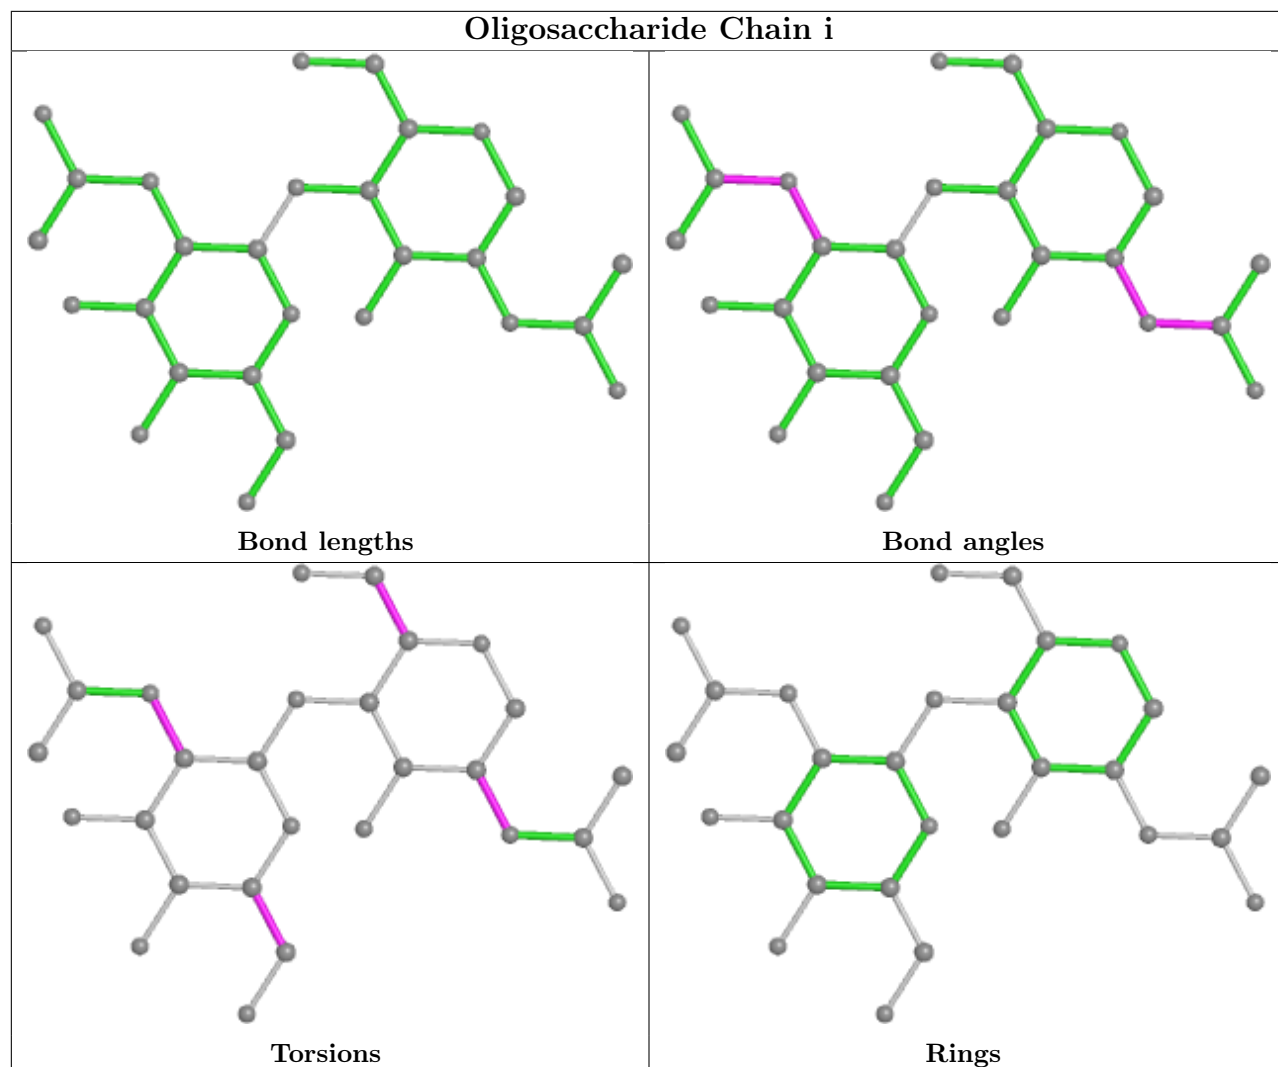 Oligosaccharide Chain i
Bond lengths
Bond angles
Torsions
Rings